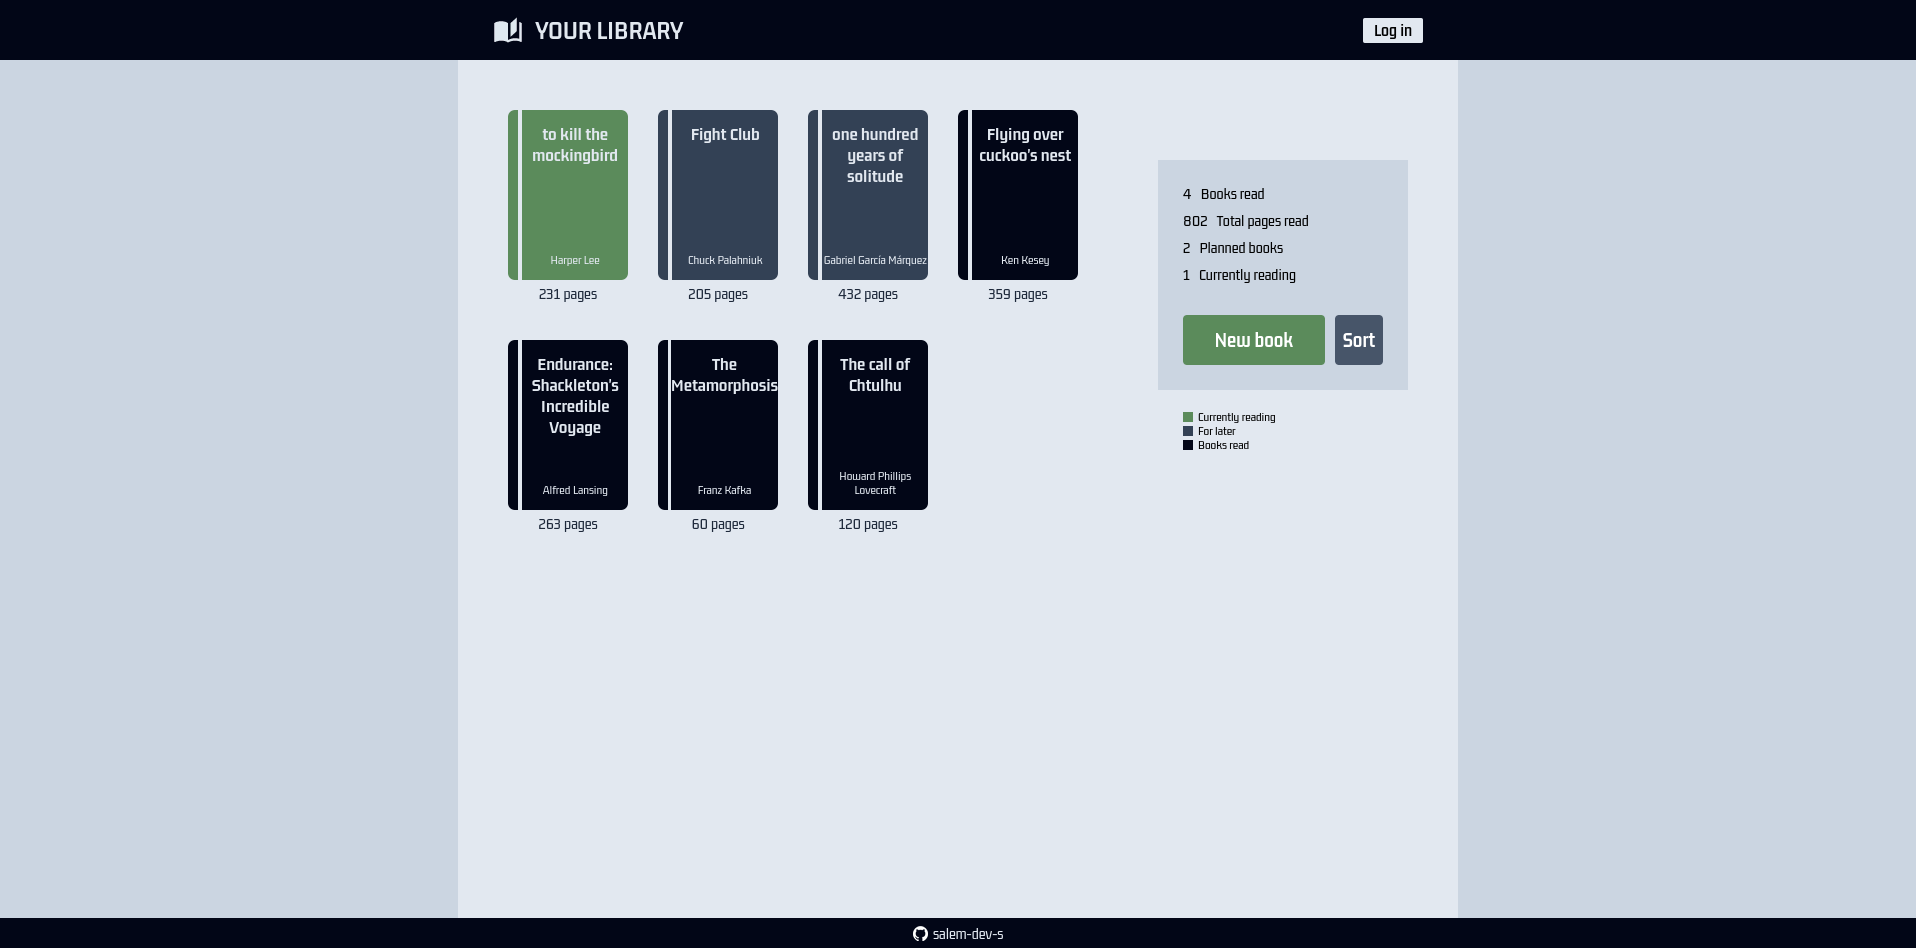 YOUR LIBRARY
Log in
to kill the
mockingbird
Harper Lee
231 pages
Fight Club
Chuck Palahniuk
205 pages
one hundred
years of
solitude
Gabriel García Márquez
432 pages
Flying over
cuckoo's nest
Ken Kesey
359 pages
Endurance:
Shackleton's
Incredible
Voyage
Alfred Lansing
263 pages
The
Metamorphosis
Franz Kafka
60 pages
The call of
Chtulhu
Howard Phillips
Lovecraft
120 pages
4 Books read
802 Total pages read
2 Planned books
1 Currently reading
New book
Sort
Currently reading
For later
Books read
salem-dev-s